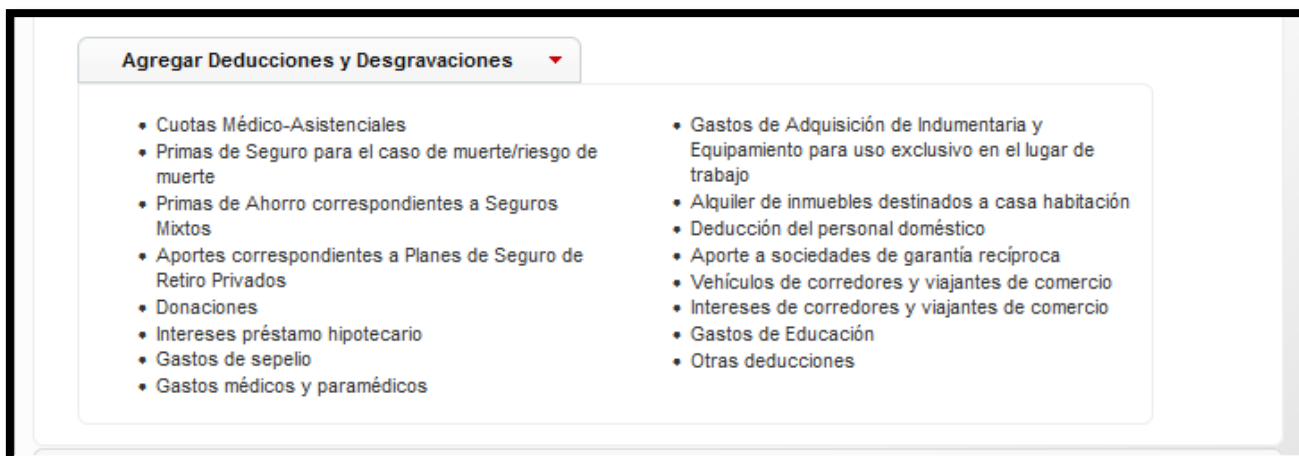 Agregar Deducciones y Desgravaciones
Cuotas Médico-Asistenciales
Primas de Seguro para el caso de muerte/riesgo de
muerte
Primas de Ahorro correspondientes a Seguros
Mixtos
Aportes correspondientes a Planes de Seguro de
Retiro Privados
Donaciones
Intereses préstamo hipotecario
Gastos de sepelio
Gastos médicos y paramédicos
Gastos de Adquisición de Indumentaria y
Equipamiento para uso exclusivo en el lugar de
trabajo
Alquiler de inmuebles destinados a casa habitación
Deducción del personal doméstico
Aporte a sociedades de garantía recíproca
Vehículos de corredores y viajantes de comercio
Intereses de corredores y viajantes de comercio
Gastos de Educación
Otras deducciones